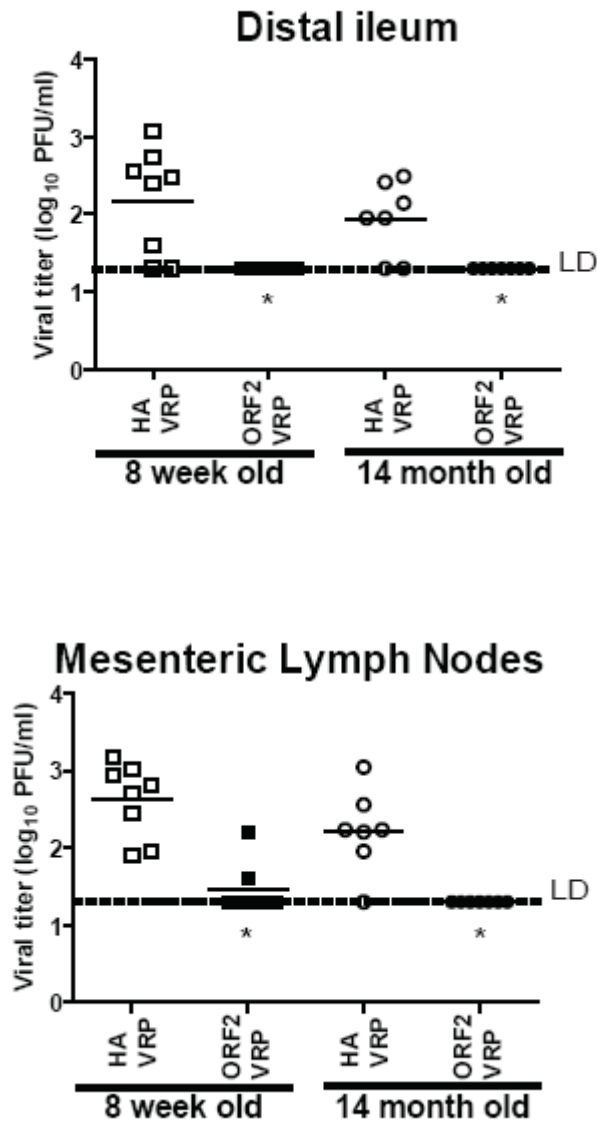 Distal ileum
Viral titer (log10 PFU/ml)
4
3
2
1
0
LD
*
*
HA
VRP
ORF2
VRP
HA
VRP
ORF2
VRP
8 week old
14 month old
Mesenteric Lymph Nodes
Viral titer (log10 PFU/ml)
4
3
2
1
0
LD
*
*
HA
VRP
ORF2
VRP
HA
VRP
ORF2
VRP
8 week old
14 month old